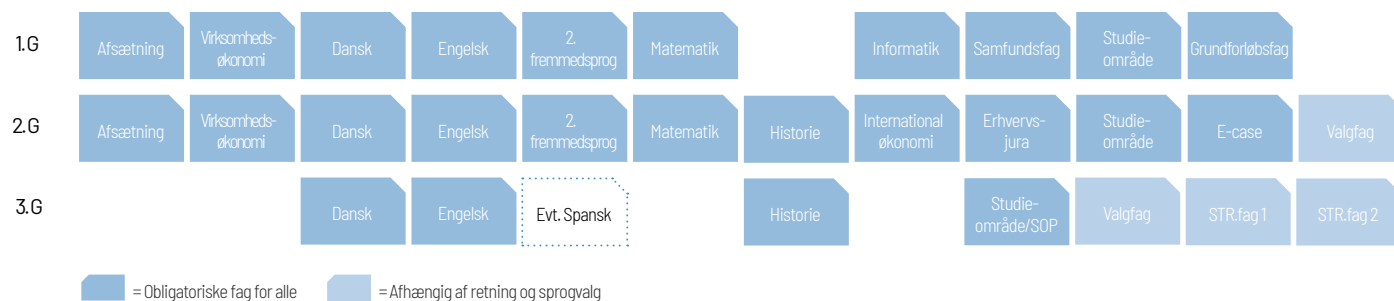 1.G
Afsætning
Virksomheds-
økonomi
Dansk
Engelsk
2.
fremmedsprog
Matematik
Informatik
Samfundsfag
Studie-
område
Grundforløbsfag
2.G
Afsætning
Virksomheds-
økonomi
Dansk
Engelsk
2.
fremmedsprog
Matematik
Historie
International
økonomi
Erhvervs-
jura
Studie-
område
E-case
Valgfag
3.G
Dansk
Engelsk
Evt. Spansk
Historie
Studie-
område/SOP
Valgfag
STR.fag 1
STR.fag 2
= Obligatoriske fag for alle
= Afhængig af retning og sprogvalg